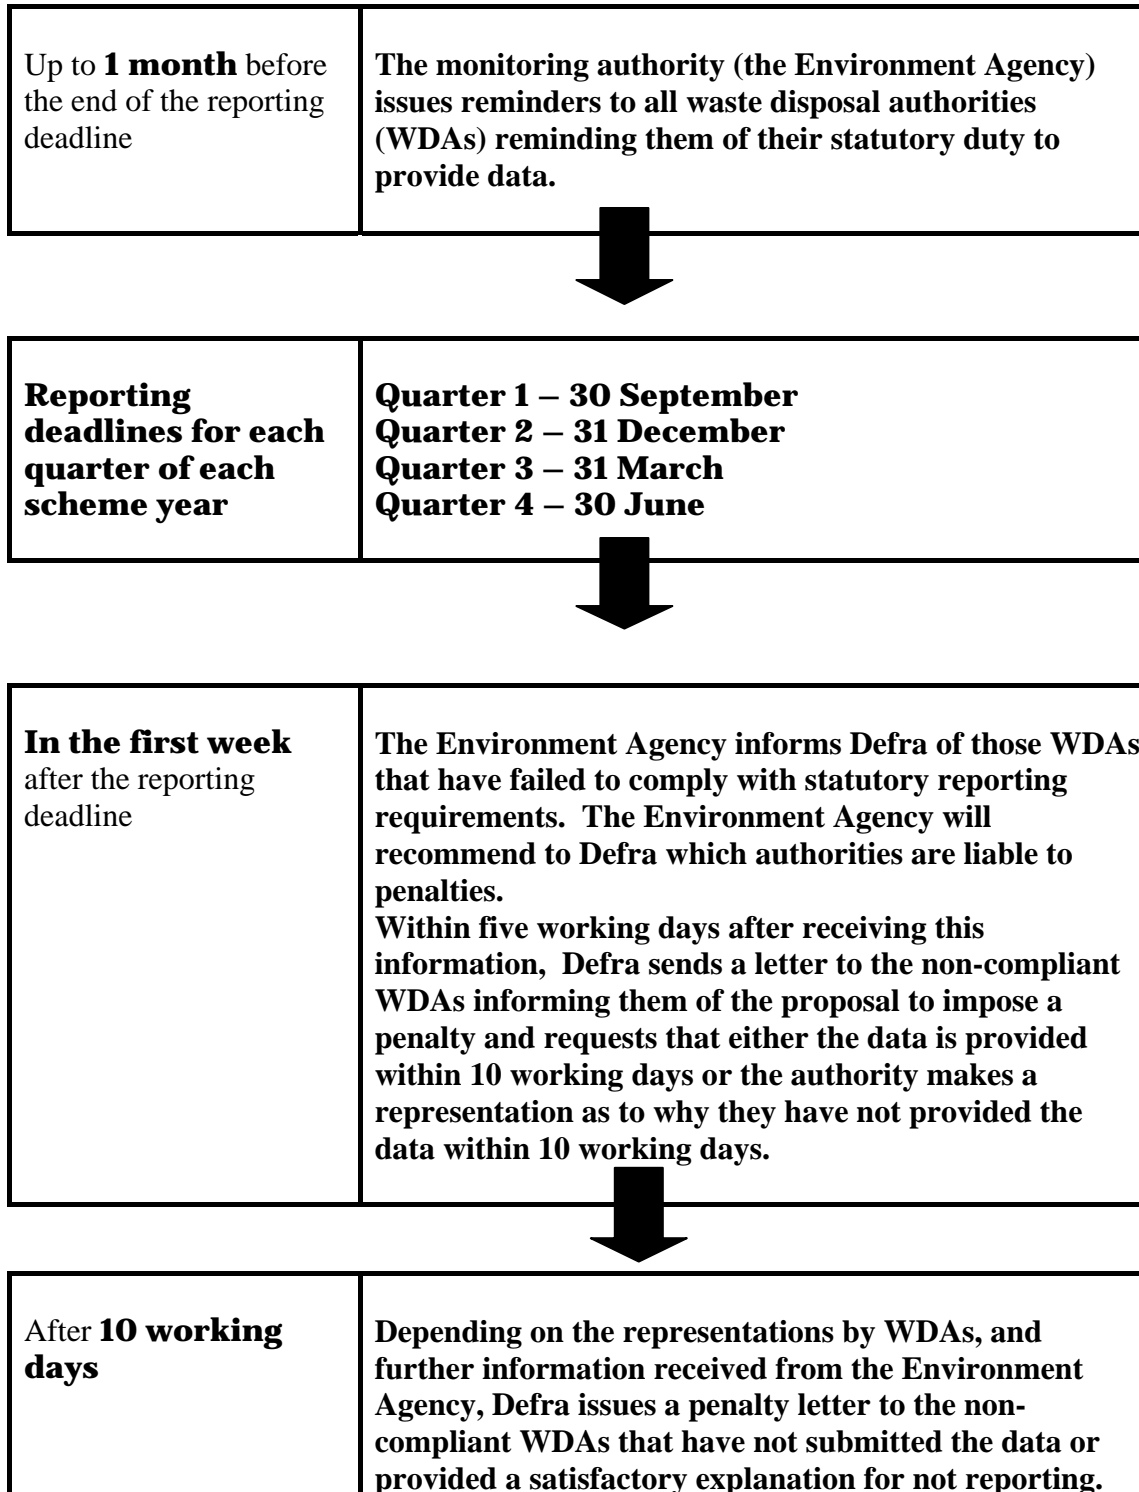 Up to 1 month before
the end of the reporting
deadline
The monitoring authority (the Environment Agency)
issues reminders to all waste disposal authorities
(WDAs) reminding them of their statutory duty to
provide data.
Reporting
deadlines for each
quarter of each
scheme year
Quarter 1 – 30 September
Quarter 2 – 31 December
Quarter 3 – 31 March
Quarter 4 – 30 June
In the first week
after the reporting
deadline
The Environment Agency informs Defra of those WDAs
that have failed to comply with statutory reporting
requirements.  The Environment Agency will
recommend to Defra which authorities are liable to
penalties.
Within five working days after receiving this
information,  Defra sends a letter to the non-compliant
WDAs informing them of the proposal to impose a
penalty and requests that either the data is provided
within 10 working days or the authority makes a
representation as to why they have not provided the
data within 10 working days.
After 10 working
days
Depending on the representations by WDAs, and
further information received from the Environment
Agency, Defra issues a penalty letter to the non-
compliant WDAs that have not submitted the data or
provided a satisfactory explanation for not reporting.